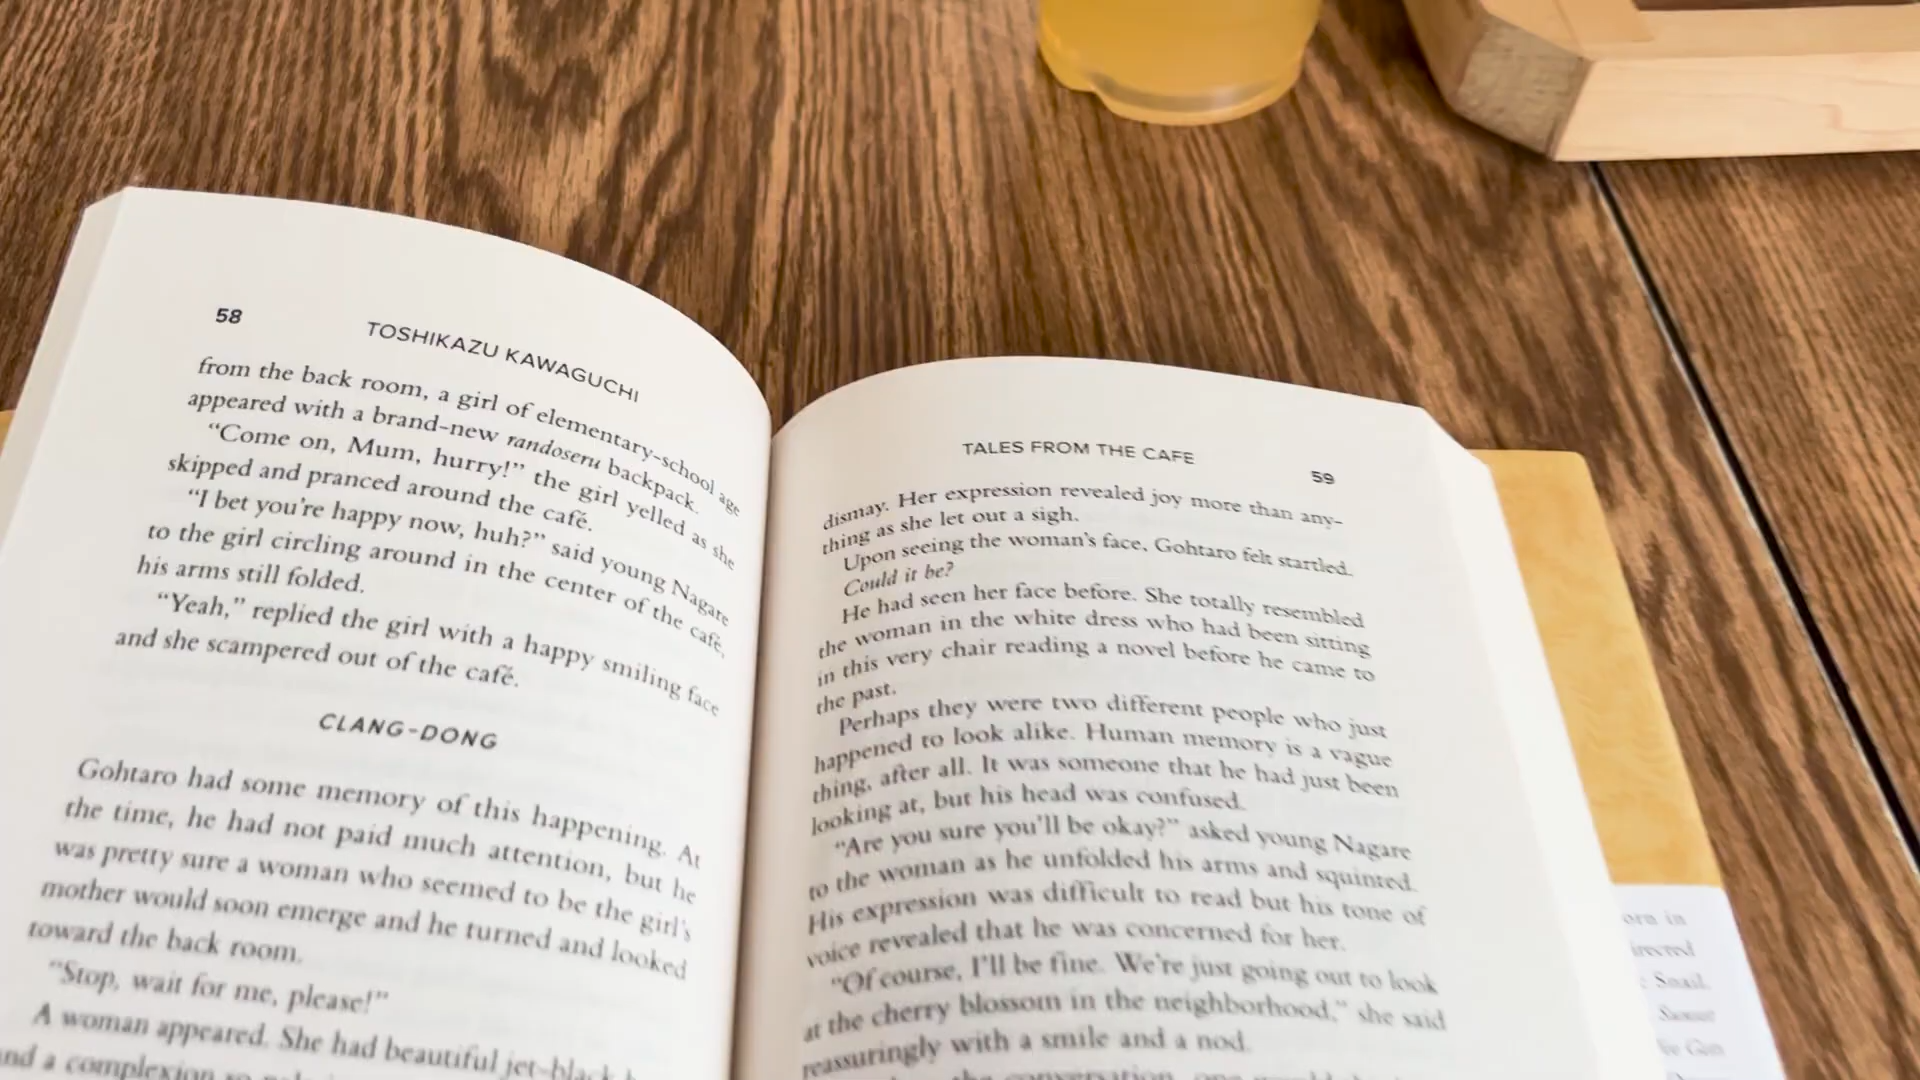 58
TOSHIKAZU KAWAGUCHI
from the back room, a girl of elementary-school age
appeared with a brand-new randoseru backpack.
“Come on, Mum, hurry!” the girl yelled as she
skipped and pranced around the café.
“I bet you’re happy now, huh?” said young Nagare
to the girl circling around in the center of the café,
his arms still folded.
“Yeah,” replied the girl with a happy smiling face
and she scampered out of the café.
CLANG-DONG
Gohtaro had some memory of this happening. At
the time, he had not paid much attention, but he
was pretty sure a woman who seemed to be the girl’s
mother would soon emerge and he turned and looked
toward the back room.
“Stop, wait for me, please!”
A woman appeared. She had beautiful jet-black
and a complexion so
TALES FROM THE CAFE
59
dismay. Her expression revealed joy more than any-
thing as she let out a sigh.
Upon seeing the woman’s face, Gohtaro felt startled.
Could it be?
He had seen her face before. She totally resembled
the woman in the white dress who had been sitting
in this very chair reading a novel before he came to
the past.
Perhaps they were two different people who just
happened to look alike. Human memory is a vague
thing, after all. It was someone that he had just been
looking at, but his head was confused.
“Are you sure you’ll be okay?” asked young Nagare
to the woman as he unfolded his arms and squinted.
His expression was difficult to read but his tone of
voice revealed that he was concerned for her.
“Of course, I’ll be fine. We’re just going out to look
at the cherry blossom in the neighborhood,” she said
reassuringly with a smile and a nod.
the conversation, one
orn in
irected
Snail,